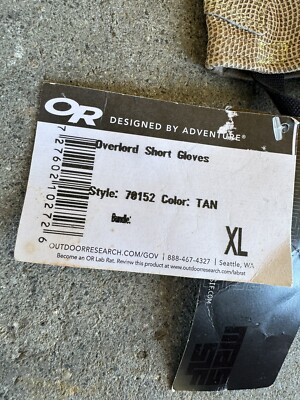 OR DESIGNED BY ADVENTURE®
Overlord Short Gloves
Style: 70152 Color: TAN
XL
OUTDOORRESEARCH.COM/GOV | 888-467-4327 | Seattle, WA
Become an OR Lab Rat. Review this product at www.outdoorresearch.com/labrat
7 27602 10272 6